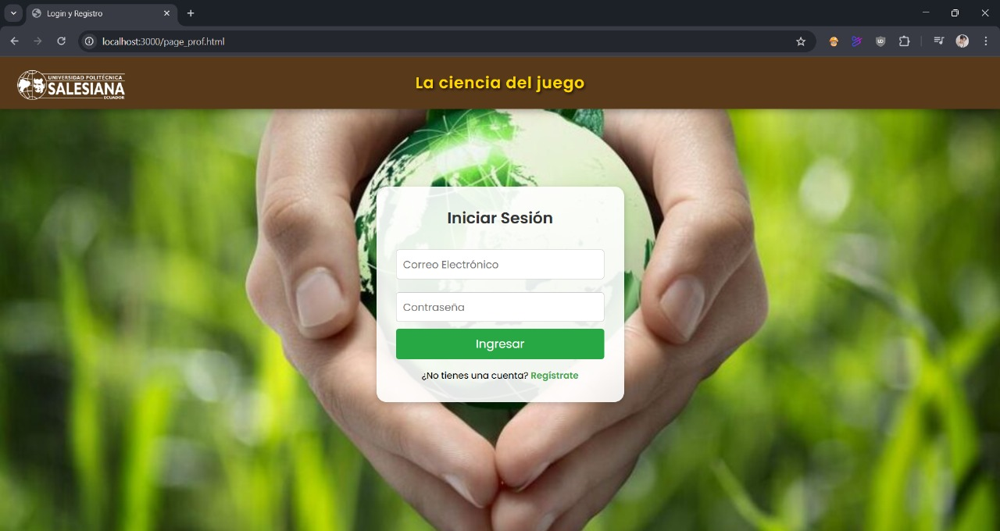 Login y Registro
localhost:3000/page_prof.html
UNIVERSIDAD POLITÉCNICA
SALESIANA
ECUADOR
La ciencia del juego
Iniciar Sesión
Correo Electrónico
Contraseña
Ingresar
¿No tienes una cuenta? Regístrate